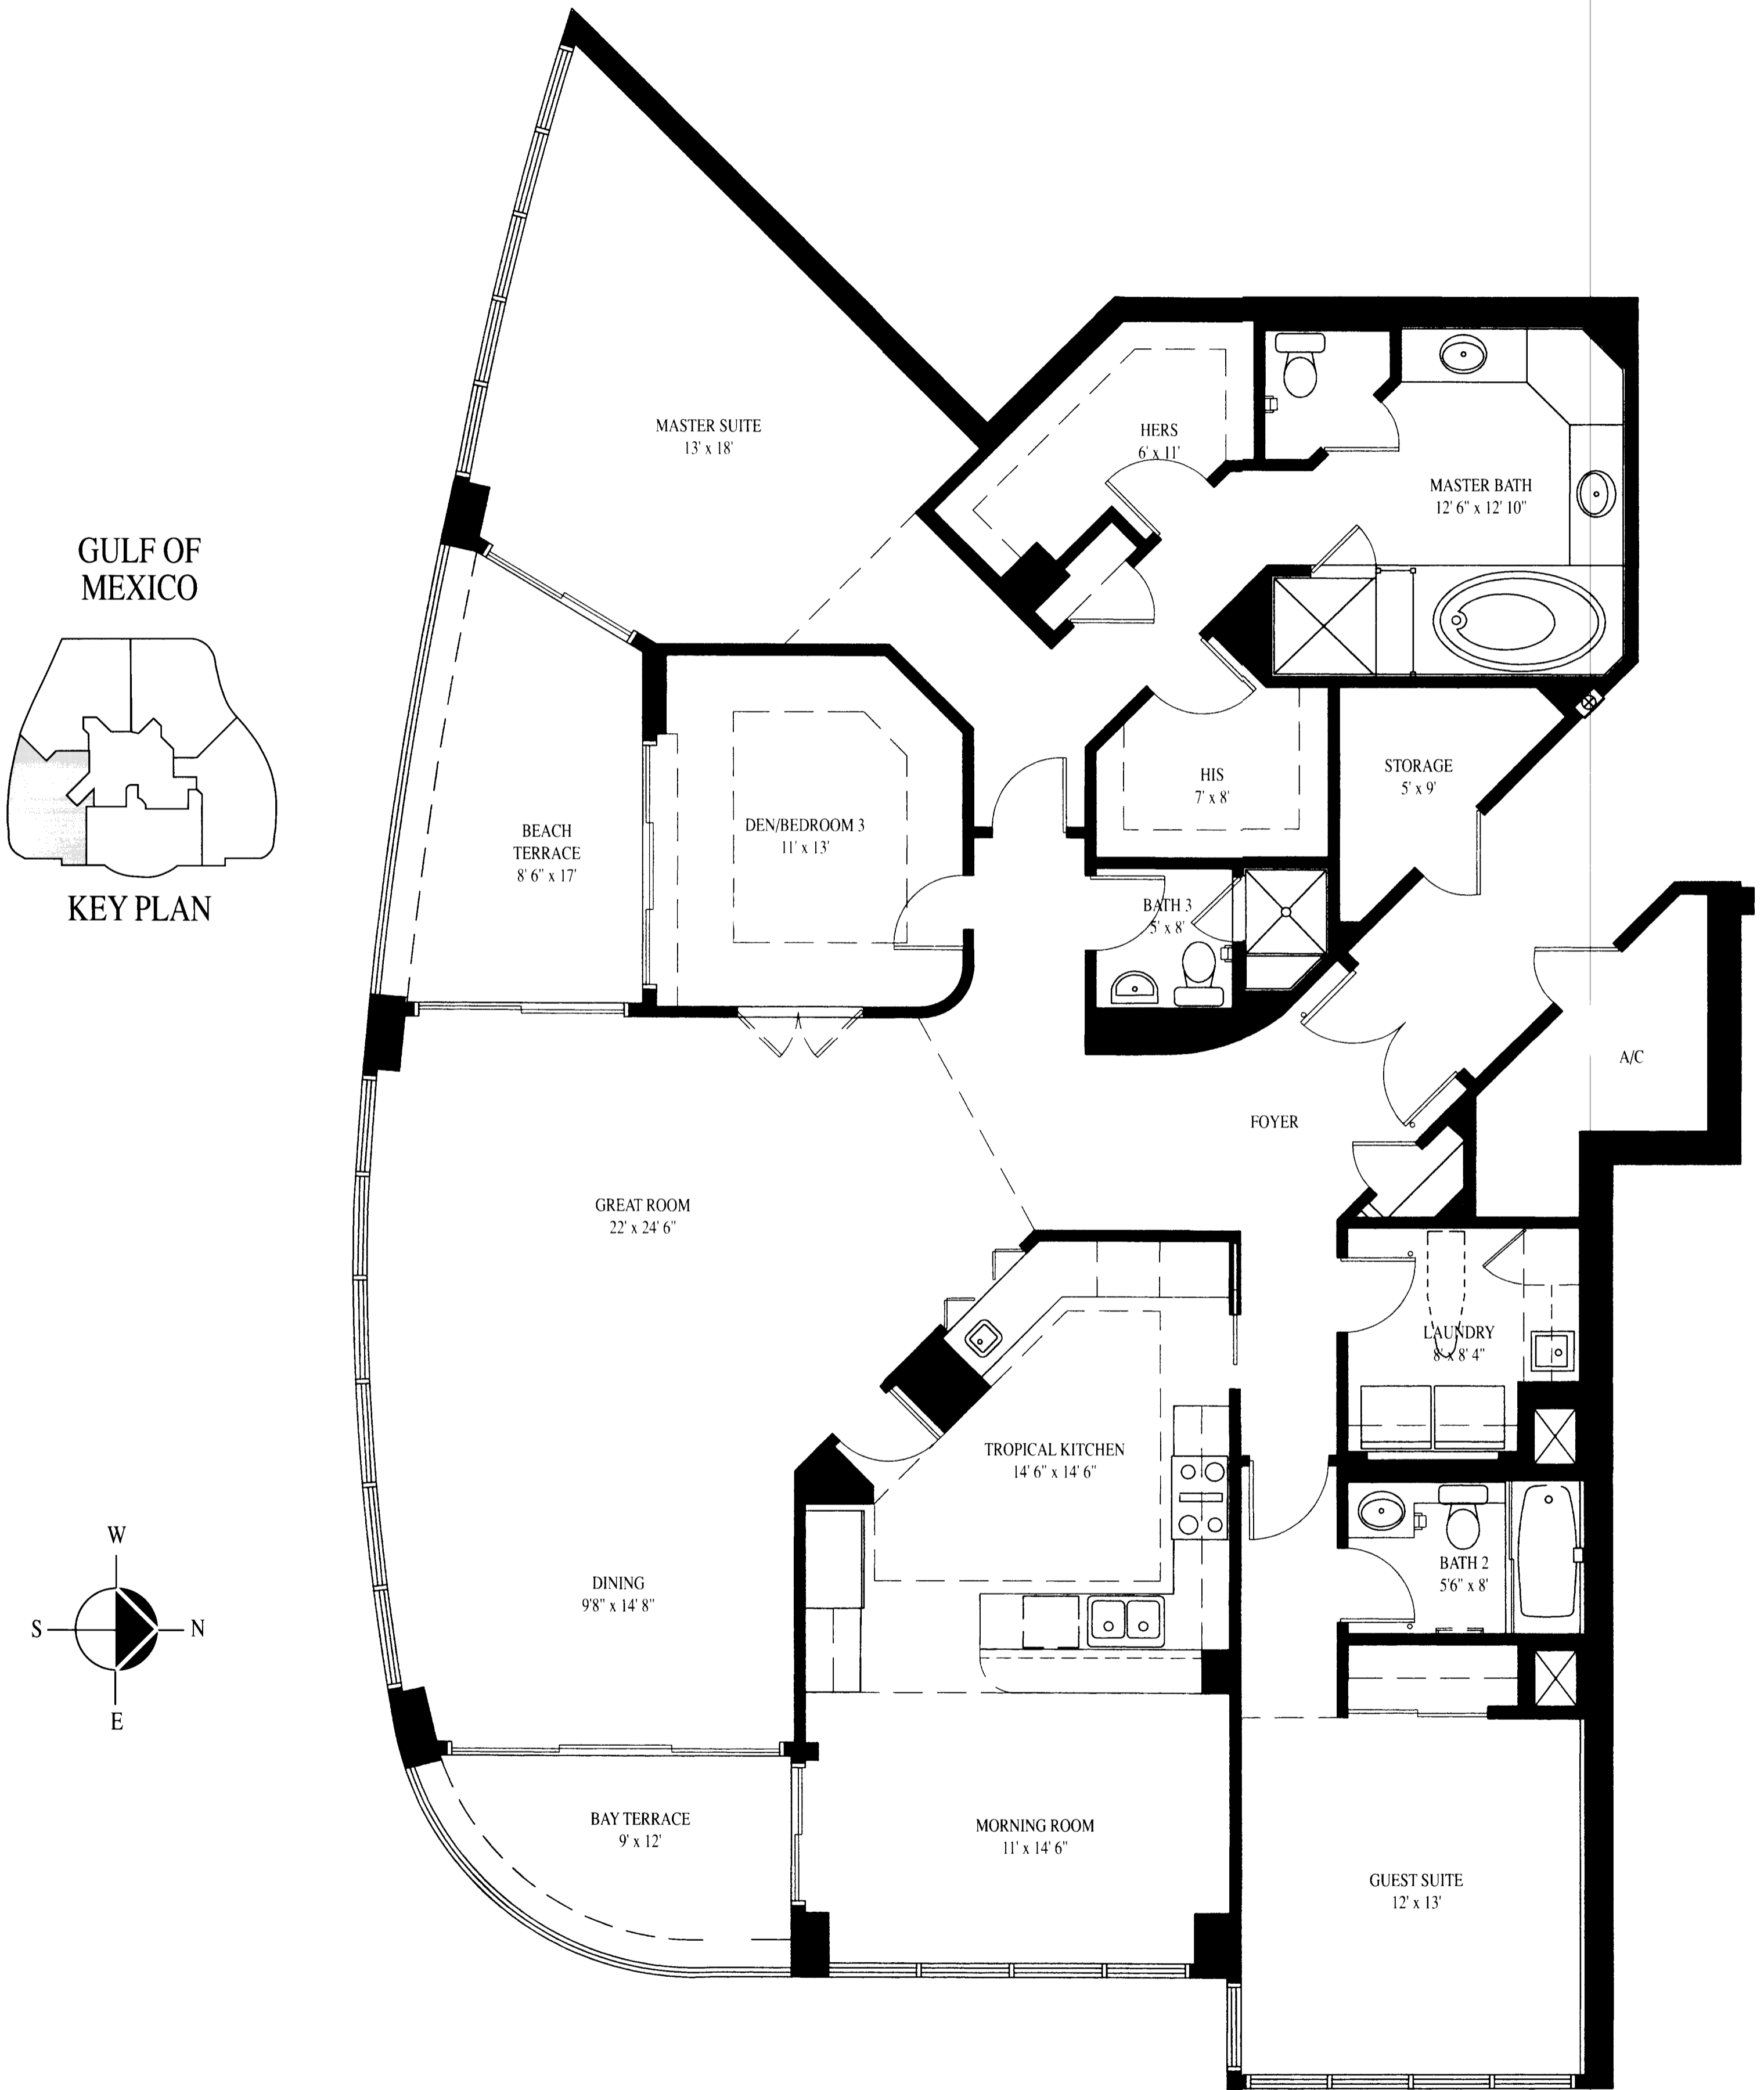 MASTER SUITE
13' x 18'
HERS
6' x 11'
MASTER BATH
12' 6" x 12' 10"
GULF OF
MEXICO
KEY PLAN
BEACH
TERRACE
8' 6" x 17'
DEN/BEDROOM 3
11' x 13'
HIS
7' x 8'
STORAGE
5' x 9'
BATH 3
5' x 8'
A/C
FOYER
GREAT ROOM
22' x 24' 6"
LAUNDRY
8' x 8' 4"
TROPICAL KITCHEN
14' 6" x 14' 6"
W
S
N
E
DINING
9'8" x 14' 8"
BATH 2
5'6" x 8'
BAY TERRACE
9' x 12'
MORNING ROOM
11' x 14' 6"
GUEST SUITE
12' x 13'